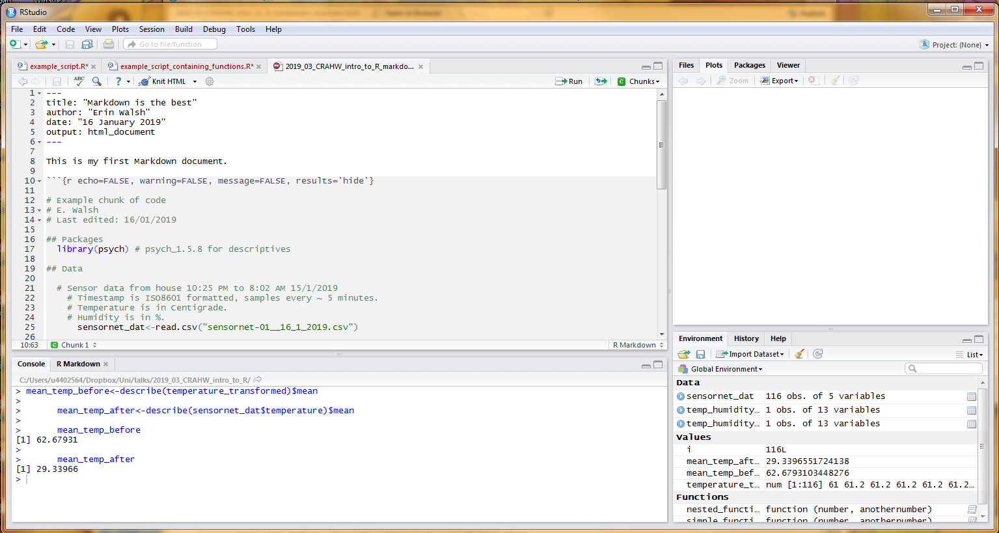 RStudio
File Edit Code View Plots Session Build Debug Tools Help
Go to file/function
Project: (None)
example_script.R* example_script_containing_functions.R* 2019_03_CRAHW_intro_to_R_markdo...
ABC ? Knit HTML Run Chunks
1 ---
2 title: "Markdown is the best"
3 author: "Erin Walsh"
4 date: "16 January 2019"
5 output: html_document
6 ---
7
8 This is my first Markdown document.
9
10 ```{r echo=FALSE, warning=FALSE, message=FALSE, results='hide'}
11
12 # Example chunk of code
13 # E. Walsh
14 # Last edited: 16/01/2019
15
16 ## Packages
17 library(psych) # psych_1.5.8 for descriptives
18
19 ## Data
20
21 # Sensor data from house 10:25 PM to 8:02 AM 15/1/2019
22 # Timestamp is ISO8601 formatted, samples every ~ 5 minutes.
23 # Temperature is in Centigrade.
24 # Humidity is in %.
25 sensornet_dat<-read.csv("sensornet-01__16_1_2019.csv")
26
10:63 C Chunk 1 R Markdown
Console R Markdown
C:/Users/u4402564/Dropbox/Uni/talks/2019_03_CRAHW_intro_to_R/
> mean_temp_before<-describe(temperature_transformed)$mean
>
> mean_temp_after<-describe(sensornet_dat$temperature)$mean
>
> mean_temp_before
[1] 62.67931
>
> mean_temp_after
[1] 29.33966
>
Files Plots Packages Viewer
Zoom Export
Environment History Help
Import Dataset List
Global Environment
Data
sensornet_dat 116 obs. of 5 variables
temp_humidity... 1 obs. of 13 variables
temp_humidity... 1 obs. of 13 variables
Values
i 116L
mean_temp_aft... 29.3396551724138
mean_temp_bef... 62.6793103448276
temperature_t... num [1:116] 61 61.2 61.2 61.2 61.2 61.2...
Functions
nested_functi... function (number, anothernumber)
simple_functi... function (number, anothernumber)